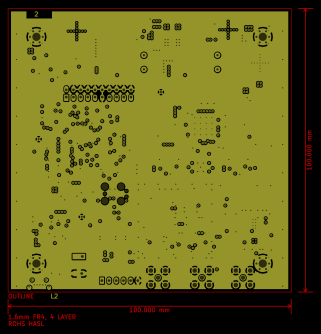 2
100,000 mm
OUTLINE L2
100,000 mm
1.6mm FR4, 4 LAYER
ROHS HASL